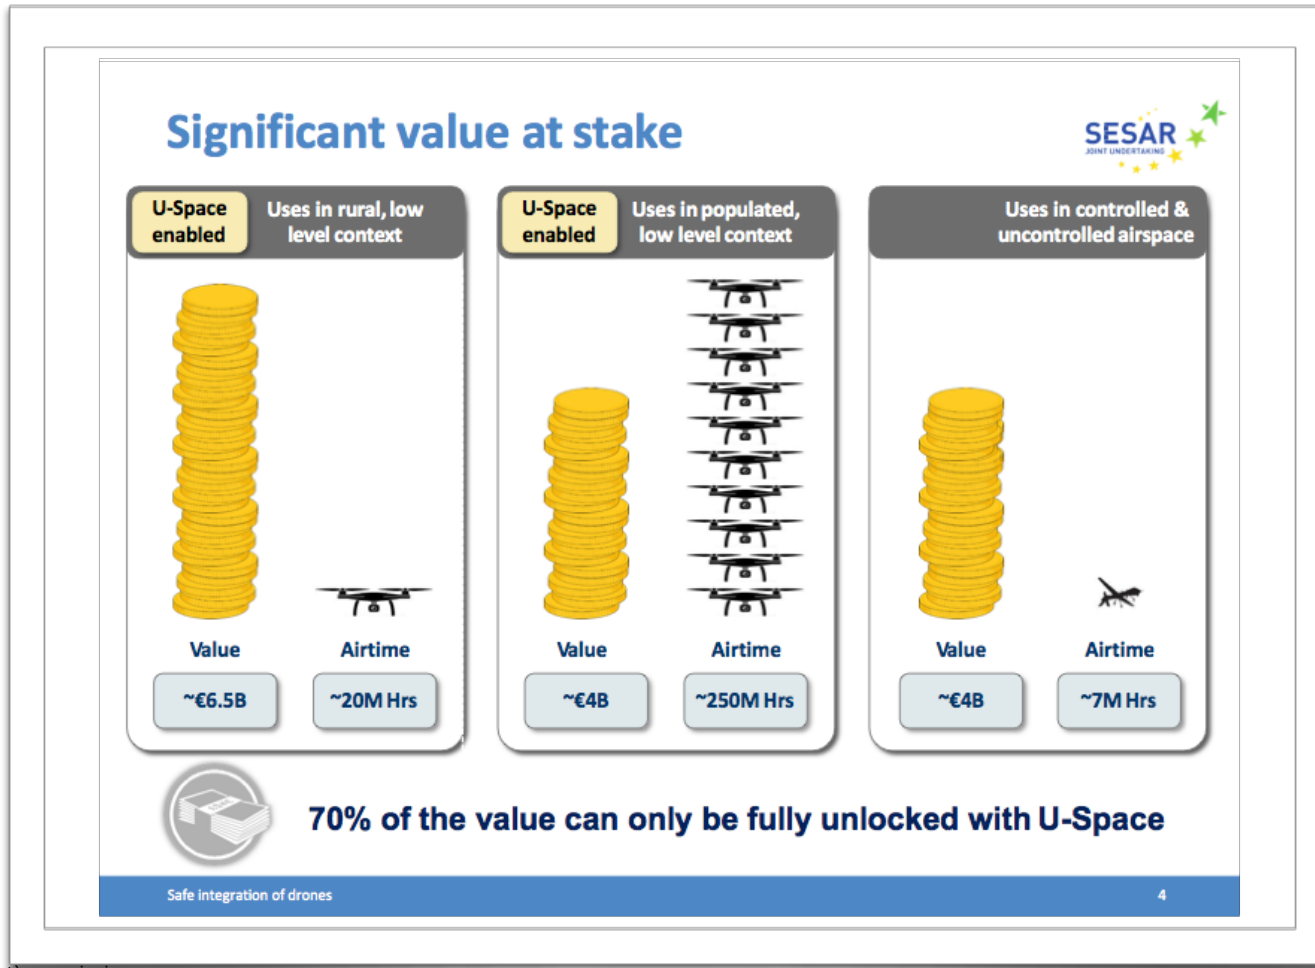 Significant value at stake
SESAR
JOINT UNDERTAKING
U-Space
enabled
Uses in rural, low
level context
U-Space
enabled
Uses in populated,
low level context
Uses in controlled &
uncontrolled airspace
Value
Airtime
~€6.5B
~20M Hrs
Value
Airtime
~€4B
~250M Hrs
Value
Airtime
~€4B
~7M Hrs
70% of the value can only be fully unlocked with U-Space
Safe integration of drones
4